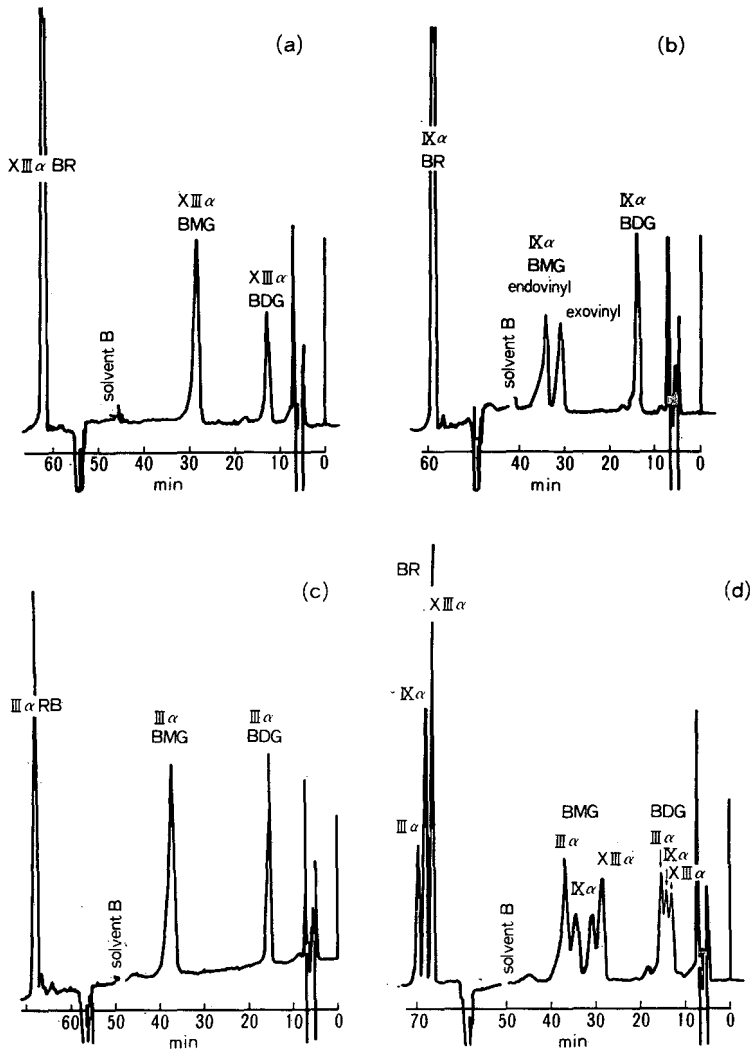 (a)
XIIIα BR
XIIIα
BMG
XIIIα
BDG
solvent B
60 50 40 30 20 10 0
min
(b)
IXα
BR
IXα
BMG
endovinyl
exovinyl
IXα
BDG
solvent B
60 50 40 30 20 10 0
min
(c)
IIIα RB
IIIα
BMG
IIIα
BDG
solvent B
60 50 40 30 20 10 0
min
(d)
BR
XIIIα
IXα
IIIα
BMG
IIIα
IXα
XIIIα
BDG
IIIα
IXα
XIIIα
solvent B
70 60 50 40 30 20 10 0
min